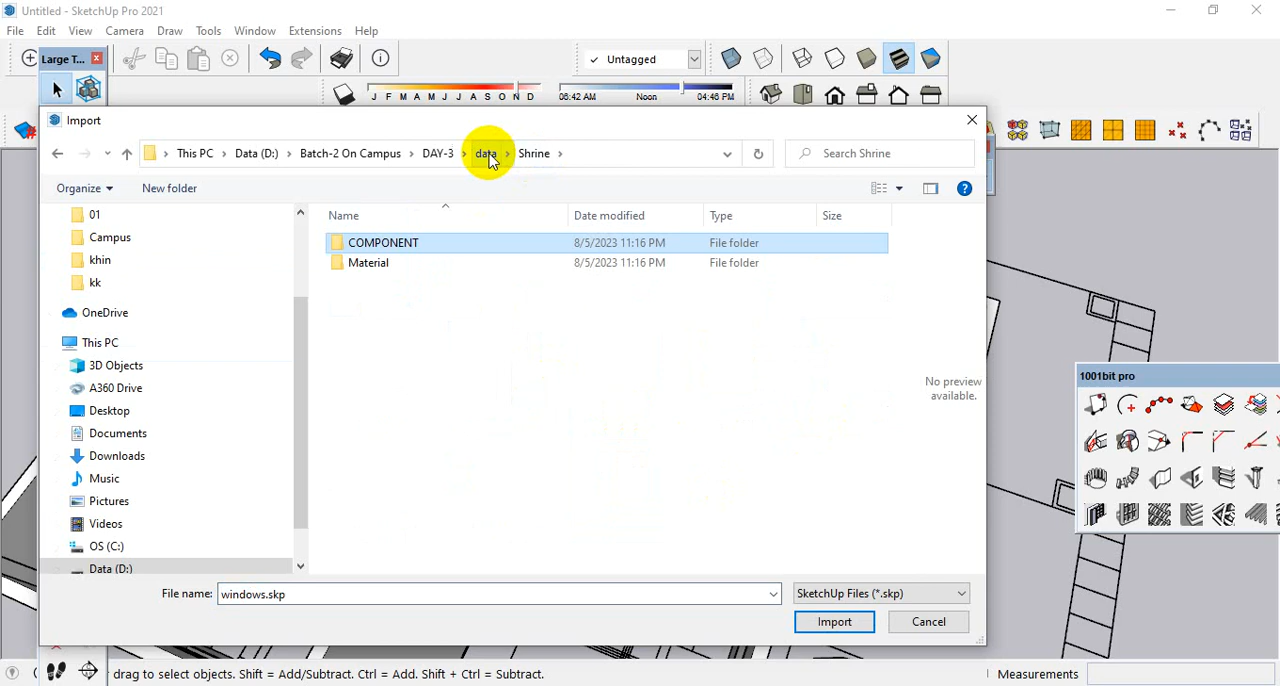 Untitled - SketchUp Pro 2021
File Edit View Camera Draw Tools Window Extensions Help
Large T...
Untagged
J F M A M J J A S O N D 06:42 AM Noon 04:46 PM
Import
This PC Data (D:) Batch-2 On Campus DAY-3 data Shrine Search Shrine
Organize New folder
Name Date modified Type Size
01
Campus
khin
kk
OneDrive
This PC
3D Objects
A360 Drive
Desktop
Documents
Downloads
Music
Pictures
Videos
OS (C:)
Data (D:)
COMPONENT 8/5/2023 11:16 PM File folder
Material 8/5/2023 11:16 PM File folder
No preview
available.
1001bit pro
File name: windows.skp SketchUp Files (*.skp)
Import Cancel
drag to select objects. Shift = Add/Subtract. Ctrl = Add. Shift + Ctrl = Subtract. Measurements